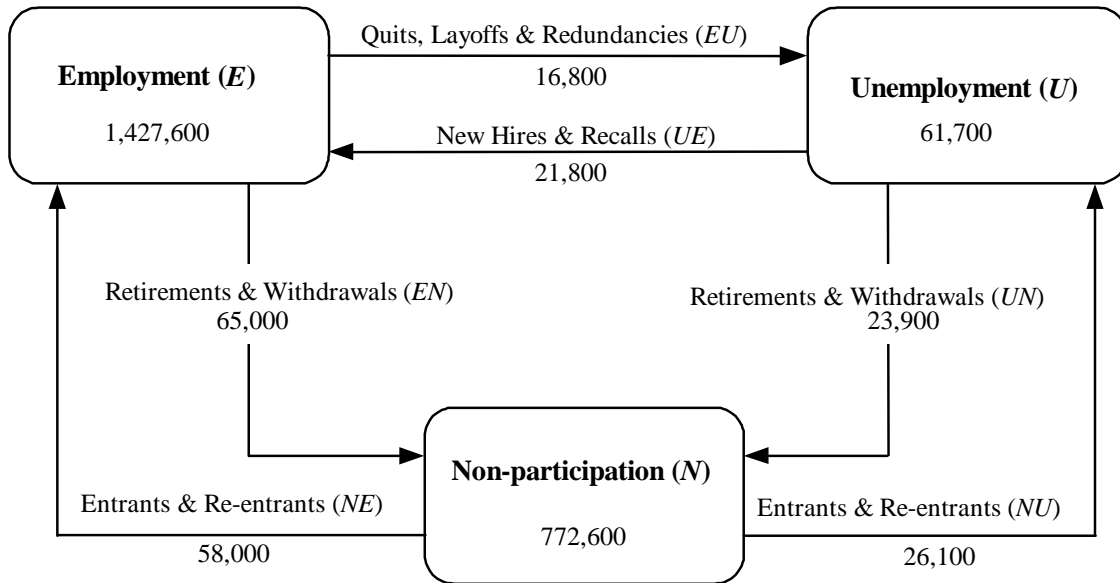 Quits, Layoffs & Redundancies (EU)
16,800
Employment (E)
1,427,600
Unemployment (U)
61,700
New Hires & Recalls (UE)
21,800
Retirements & Withdrawals (EN)
65,000
Retirements & Withdrawals (UN)
23,900
Non-participation (N)
772,600
Entrants & Re-entrants (NE)
58,000
Entrants & Re-entrants (NU)
26,100